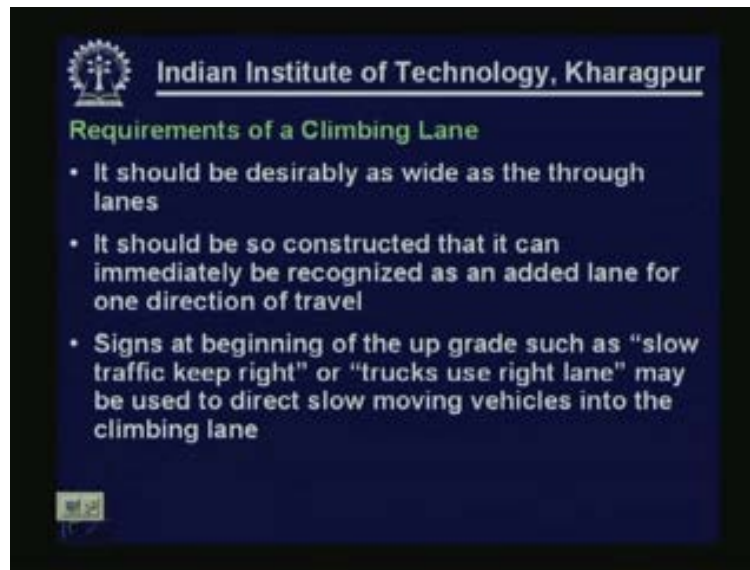 Indian Institute of Technology, Kharagpur
Requirements of a Climbing Lane
• It should be desirably as wide as the through
lanes
• It should be so constructed that it can
immediately be recognized as an added lane for
one direction of travel
• Signs at beginning of the up grade such as “slow
traffic keep right” or “trucks use right lane” may
be used to direct slow moving vehicles into the
climbing lane